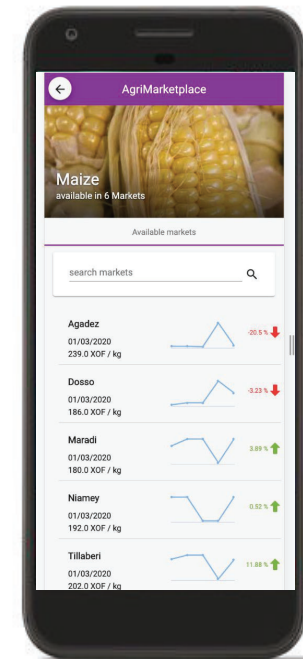 AgriMarketplace
Maize
available in 6 Markets
Available markets
search markets
Agadez
01/03/2020
239.0 XOF / kg
-20.5 %
Dosso
01/03/2020
186.0 XOF / kg
-3.23 %
Maradi
01/03/2020
180.0 XOF / kg
3.89 %
Niamey
01/03/2020
192.0 XOF / kg
0.52 %
Tillaberi
01/03/2020
202.0 XOF / kg
11.88 %